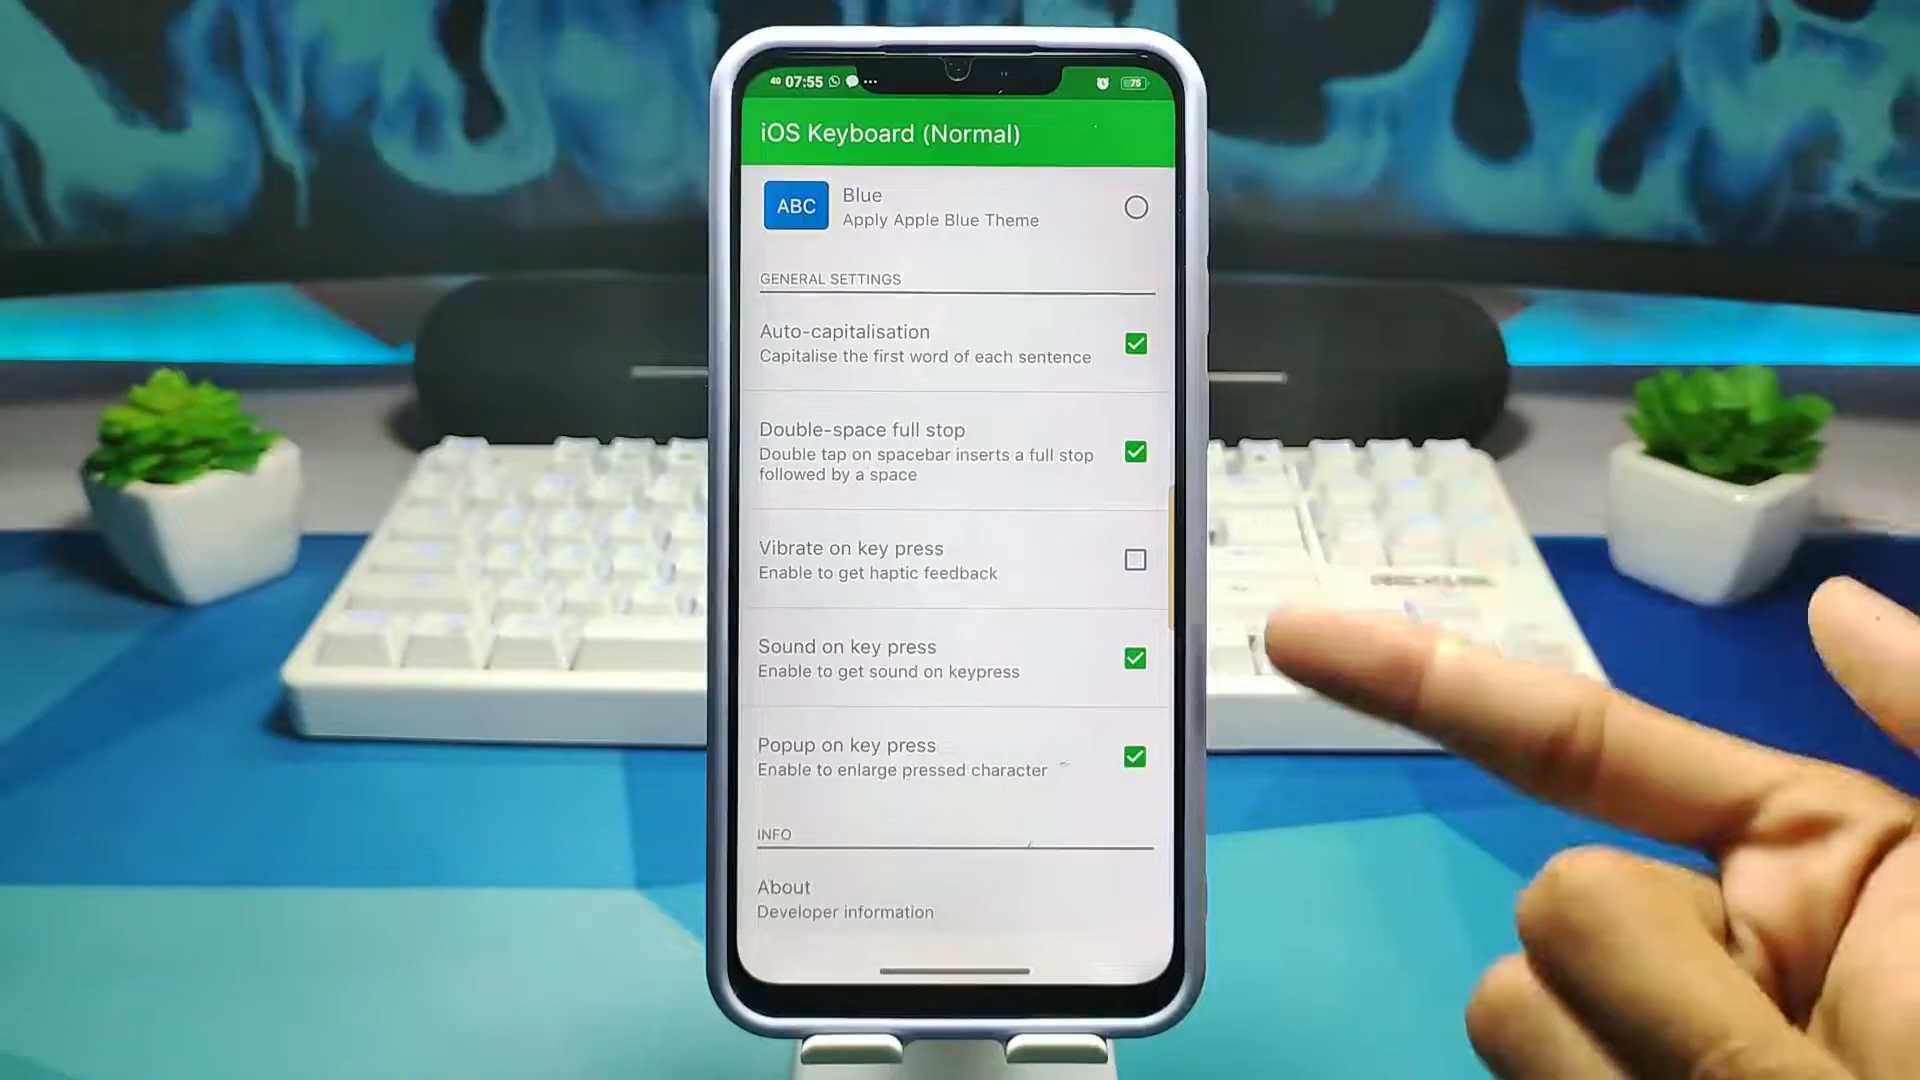 4G 07:55 75
iOS Keyboard (Normal)
ABC
Blue
Apply Apple Blue Theme
GENERAL SETTINGS
Auto-capitalisation
Capitalise the first word of each sentence
Double-space full stop
Double tap on spacebar inserts a full stop
followed by a space
Vibrate on key press
Enable to get haptic feedback
Sound on key press
Enable to get sound on keypress
Popup on key press
Enable to enlarge pressed character
INFO
About
Developer information